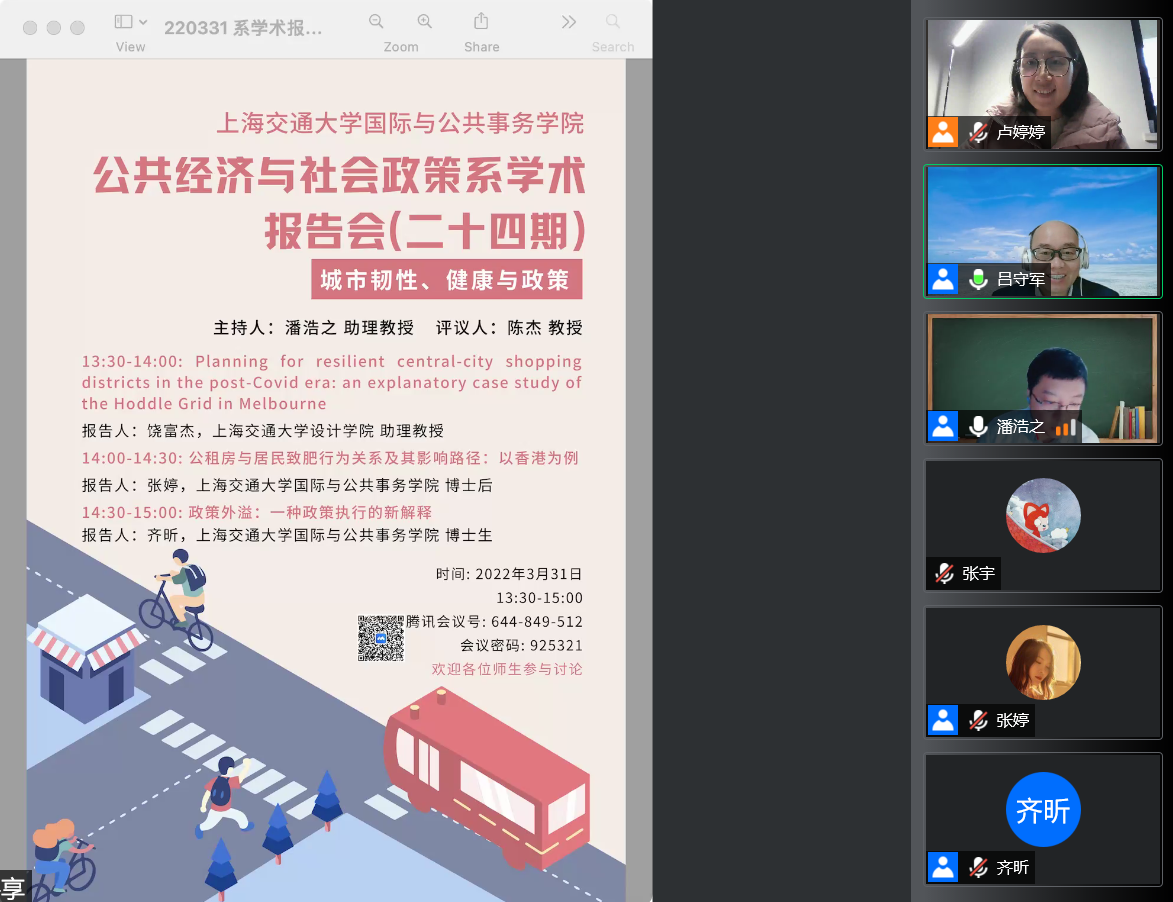 220331 系学术报...
View
Zoom
Share
Search
上海交通大学国际与公共事务学院
公共经济与社会政策系学术
报告会(二十四期)
城市韧性、健康与政策
主持人：潘浩之 助理教授 评议人：陈杰 教授
13:30-14:00: Planning for resilient central-city shopping
districts in the post-Covid era: an explanatory case study of
the Hoddle Grid in Melbourne
报告人：饶富杰，上海交通大学设计学院 助理教授
14:00-14:30: 公租房与居民致肥行为关系及其影响路径：以香港为例
报告人：张婷，上海交通大学国际与公共事务学院 博士后
14:30-15:00: 政策外溢：一种政策执行的新解释
报告人：齐昕，上海交通大学国际与公共事务学院 博士生
时间: 2022年3月31日
13:30-15:00
腾讯会议号: 644-849-512
会议密码: 925321
欢迎各位师生参与讨论
享
卢婷婷
吕守军
潘浩之
张宇
张婷
齐昕
齐昕